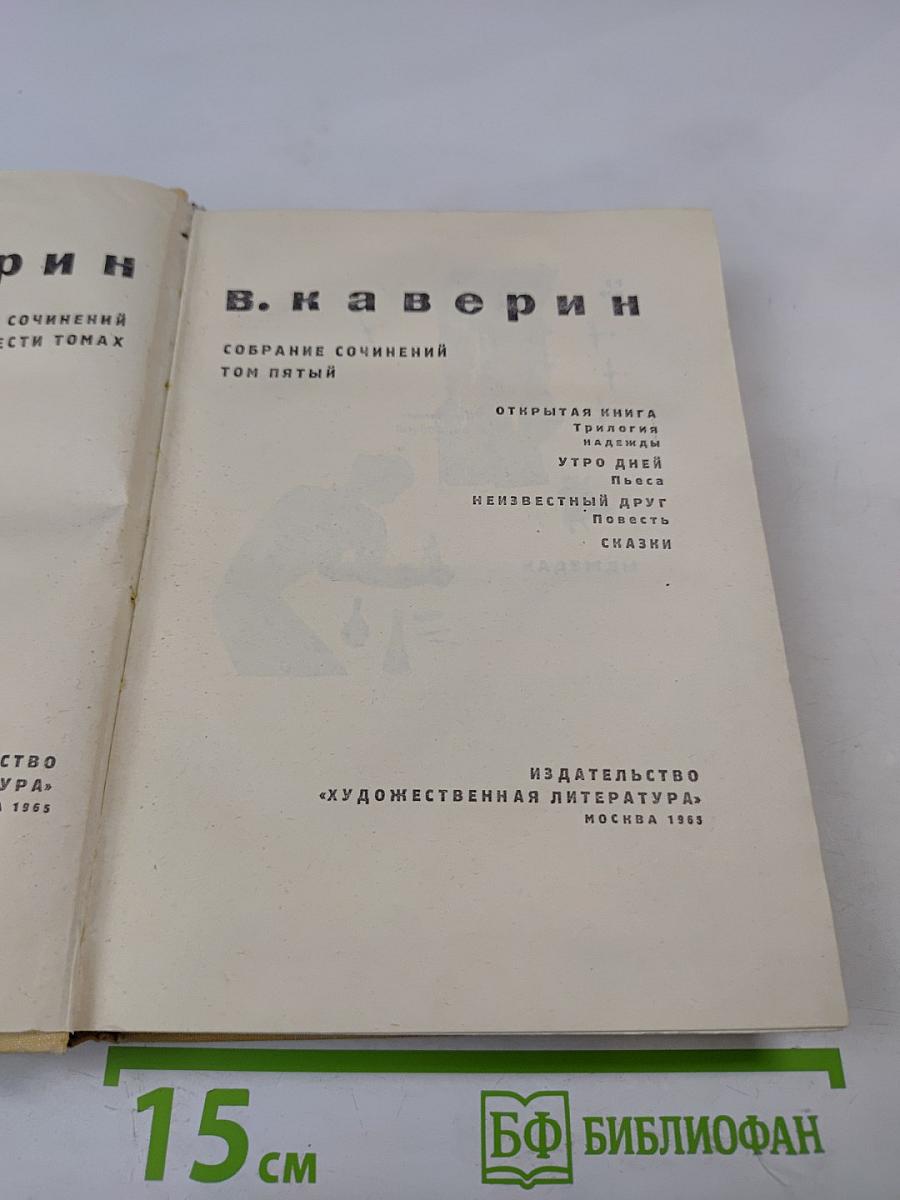 рин
СОЧИНЕНИЙ
ЕСТИ ТОМАХ
СТВО
УРА»
А 1965
в. каверин
СОБРАНИЕ СОЧИНЕНИЙ
ТОМ ПЯТЫЙ
ОТКРЫТАЯ КНИГА
Трилогия
НАДЕЖДЫ
УТРО ДНЕЙ
Пьеса
НЕИЗВЕСТНЫЙ ДРУГ
Повесть
СКАЗКИ
ИЗДАТЕЛЬСТВО
«ХУДОЖЕСТВЕННАЯ ЛИТЕРАТУРА»
МОСКВА 1965
15 см
БФ БИБЛИОФАН